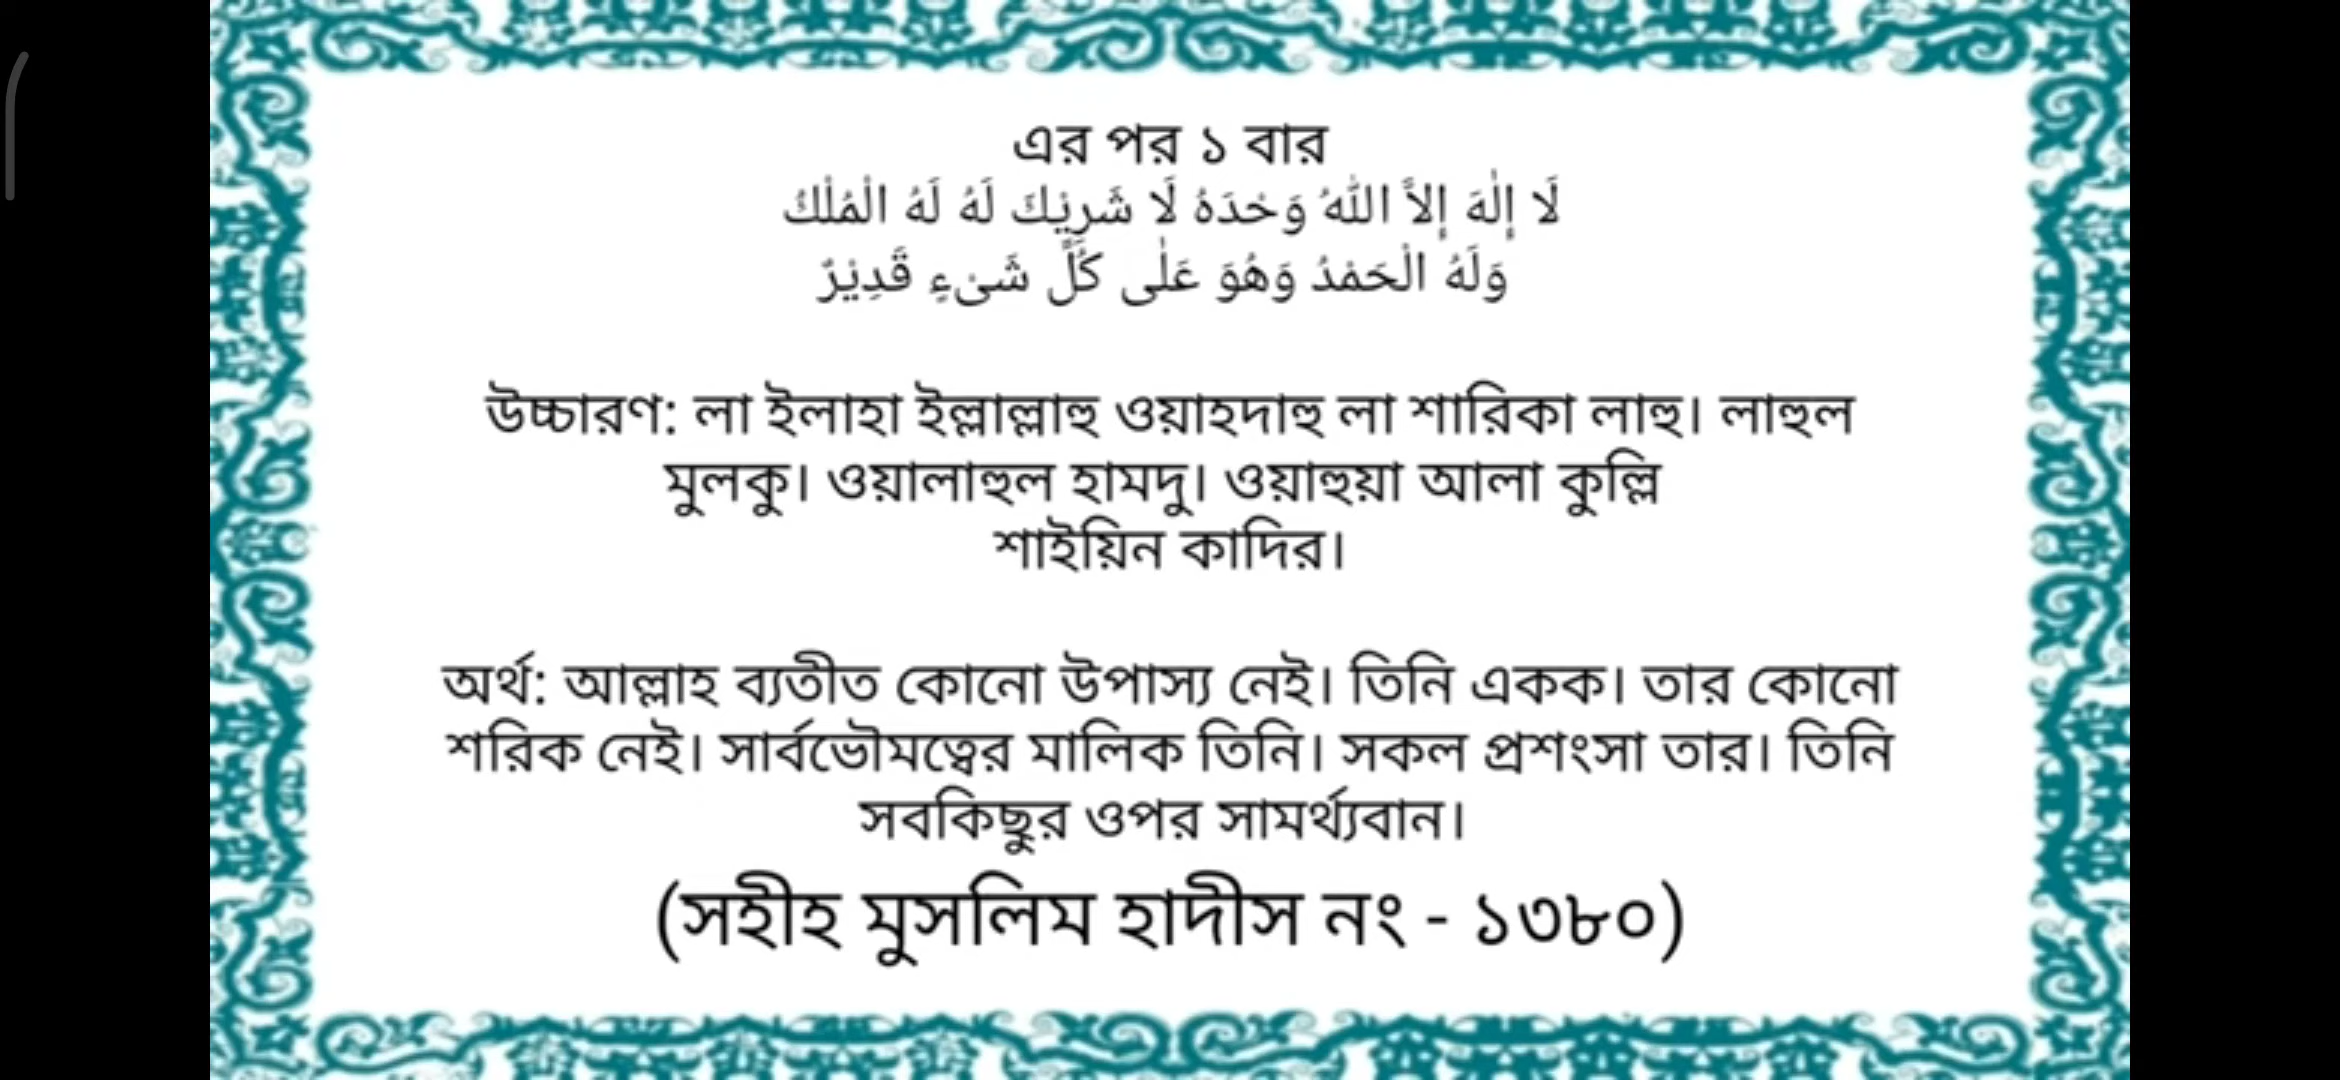 এর পর ১ বার
لَا إِلٰهَ إِلاَّ اللّٰهُ وَحْدَهُ لَا شَرِيْكَ لَهُ لَهُ الْمُلْكُ
وَلَهُ الْحَمْدُ وَهُوَ عَلٰى كُلِّ شَىْءٍ قَدِيْرٌ
উচ্চারণ: লা ইলাহা ইল্লাল্লাহু ওয়াহদাহু লা শারিকা লাহু। লাহুল
মুলকু। ওয়ালাহুল হামদু। ওয়াহুয়া আলা কুল্লি
শাইয়িন কাদির।
অর্থ: আল্লাহ ব্যতীত কোনো উপাস্য নেই। তিনি একক। তার কোনো
শরিক নেই। সার্বভৌমত্বের মালিক তিনি। সকল প্রশংসা তার। তিনি
সবকিছুর ওপর সামর্থ্যবান।
(সহীহ মুসলিম হাদীস নং - ১৩৮০)